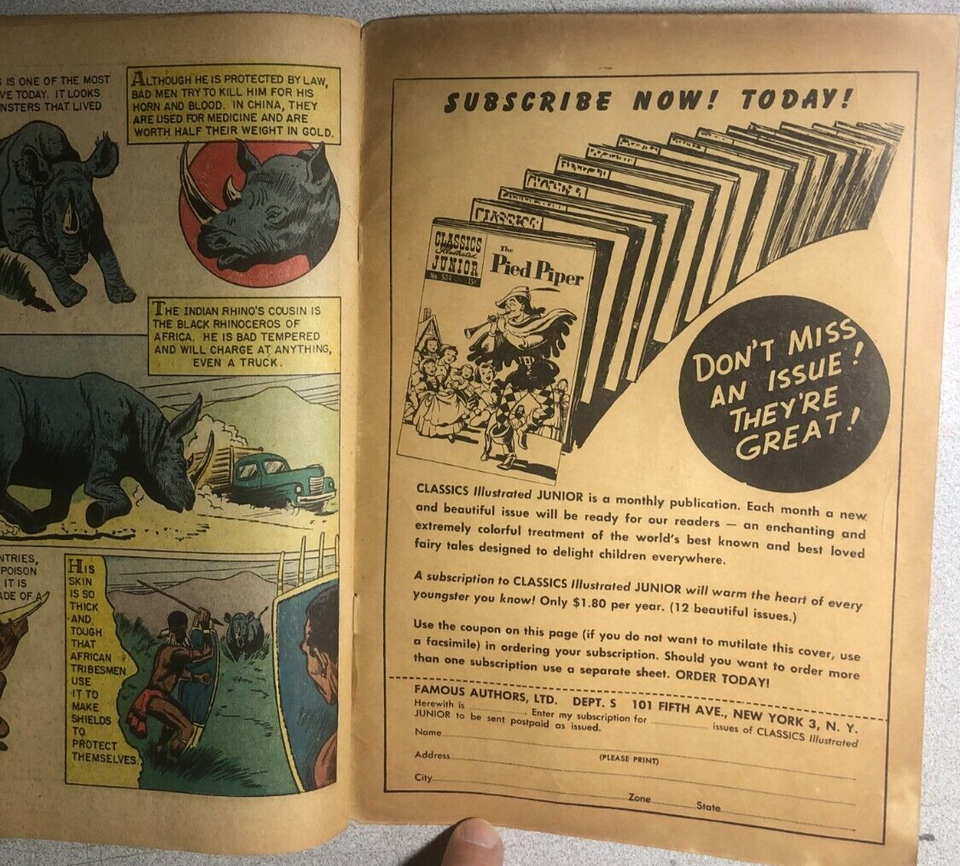 S IS ONE OF THE MOST
VE TODAY. IT LOOKS
NSTERS THAT LIVED
ALTHOUGH HE IS PROTECTED BY LAW,
BAD MEN TRY TO KILL HIM FOR HIS
HORN AND BLOOD. IN CHINA, THEY
ARE USED FOR MEDICINE AND ARE
WORTH HALF THEIR WEIGHT IN GOLD.
THE INDIAN RHINO'S COUSIN IS
THE BLACK RHINOCEROS OF
AFRICA. HE IS BAD TEMPERED
AND WILL CHARGE AT ANYTHING,
EVEN A TRUCK.
NTRIES,
POISON
IT IS
ADE OF A
HIS
SKIN
IS SO
THICK
AND
TOUGH
THAT
AFRICAN
TRIBESMEN
USE
IT TO
MAKE
SHIELDS
TO
PROTECT
THEMSELVES.
SUBSCRIBE NOW! TODAY!
CLASSICS
CLASSICS
Illustrated
JUNIOR
15¢
The
Pied Piper
DON'T MISS
AN ISSUE!
THEY'RE
GREAT!
CLASSICS Illustrated JUNIOR is a monthly publication. Each month a new
and beautiful issue will be ready for our readers — an enchanting and
extremely colorful treatment of the world's best known and best loved
fairy tales designed to delight children everywhere.
A subscription to CLASSICS Illustrated JUNIOR will warm the heart of every
youngster you know! Only $1.80 per year. (12 beautiful issues.)
Use the coupon on this page (if you do not want to mutilate this cover, use
a facsimile) in ordering your subscription. Should you want to order more
than one subscription use a separate sheet. ORDER TODAY!
FAMOUS AUTHORS, LTD. DEPT. S 101 FIFTH AVE., NEW YORK 3, N. Y.
Herewith is . Enter my subscription for issues of CLASSICS Illustrated
JUNIOR to be sent postpaid as issued.
Name
(PLEASE PRINT)
Address
City
Zone State